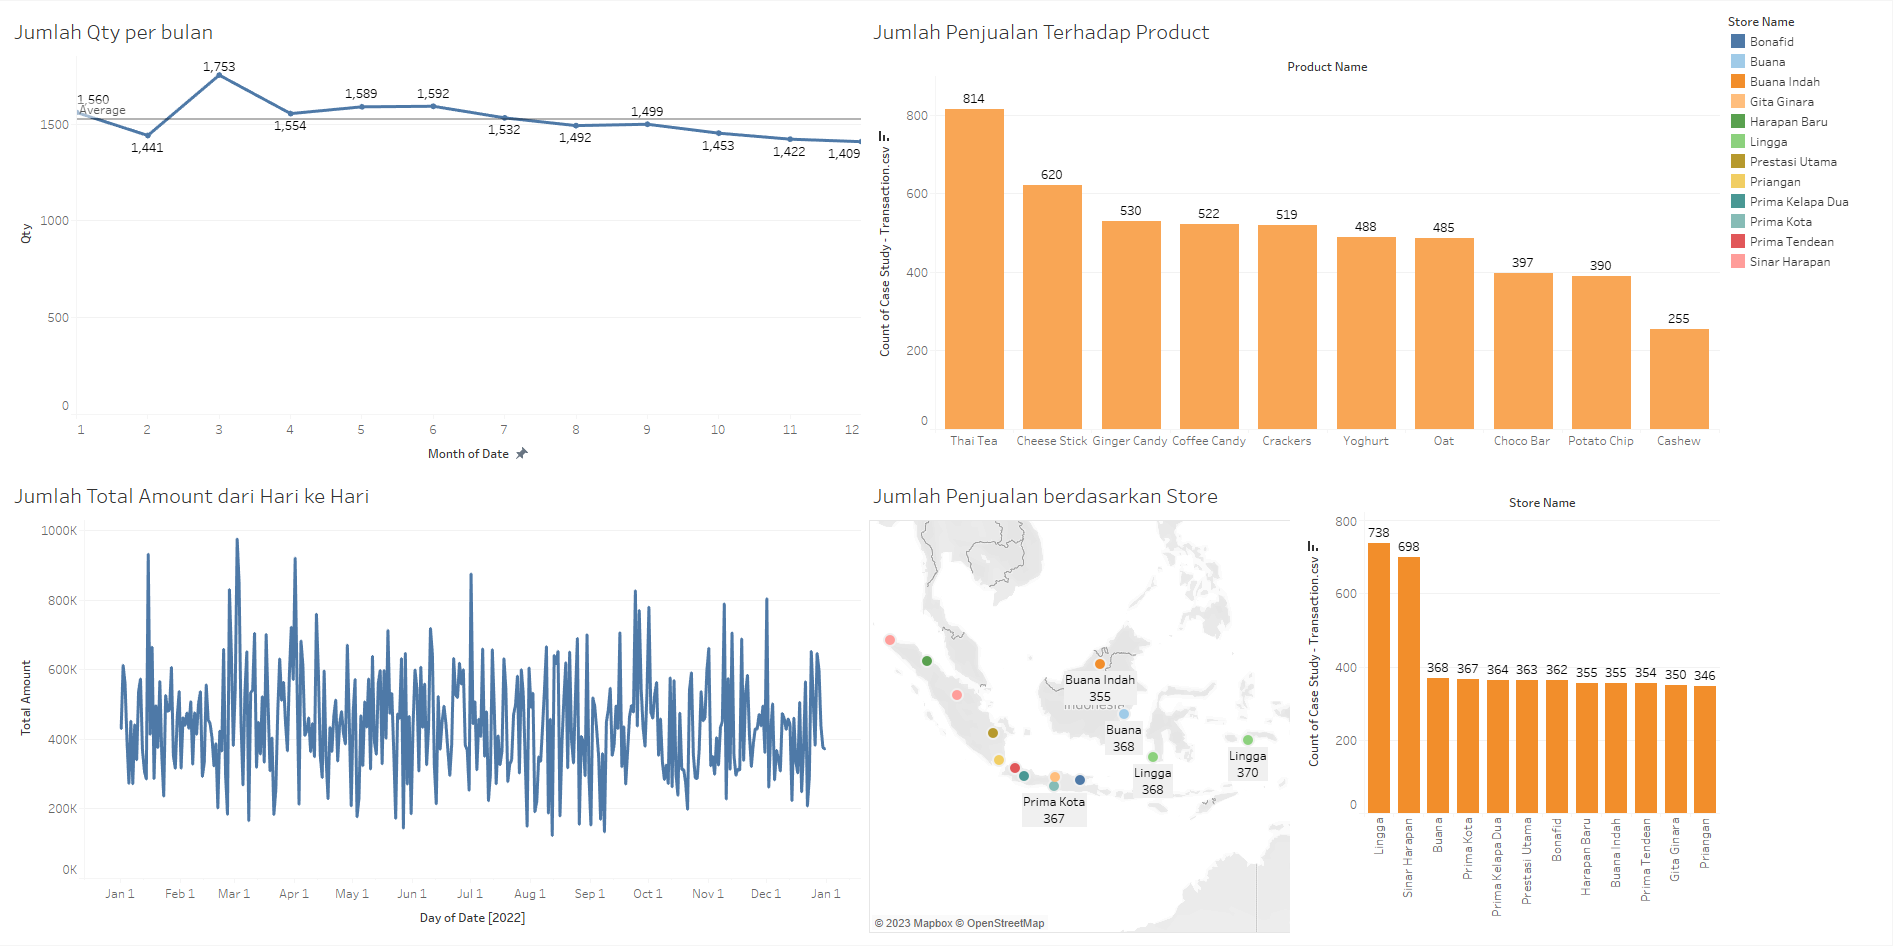 Jumlah Qty per bulan
1,560
Average
1,441
1,753
1,554
1,589
1,592
1,532
1,492
1,499
1,453
1,422
1,409
1500
1000
500
0
Qty
1 2 3 4 5 6 7 8 9 10 11 12
Month of Date
Jumlah Penjualan Terhadap Product
Product Name
Count of Case Study - Transaction.csv
800
600
400
200
0
814 620 530 522 519 488 485 397 390 255
Thai Tea Cheese Stick Ginger Candy Coffee Candy Crackers Yoghurt Oat Choco Bar Potato Chip Cashew
Store Name
Bonafid
Buana
Buana Indah
Gita Ginara
Harapan Baru
Lingga
Prestasi Utama
Priangan
Prima Kelapa Dua
Prima Kota
Prima Tendean
Sinar Harapan
Jumlah Total Amount dari Hari ke Hari
1000K
800K
600K
400K
200K
0K
Total Amount
Jan 1 Feb 1 Mar 1 Apr 1 May 1 Jun 1 Jul 1 Aug 1 Sep 1 Oct 1 Nov 1 Dec 1 Jan 1
Day of Date [2022]
Jumlah Penjualan berdasarkan Store
Buana Indah
355
Indonesia
Buana
368
Lingga
368
Lingga
370
Prima Kota
367
© 2023 Mapbox © OpenStreetMap
Store Name
Count of Case Study - Transaction.csv
800
600
400
200
0
738 698 368 367 364 363 362 355 355 354 350 346
Lingga
Sinar Harapan
Buana
Prima Kota
Prima Kelapa Dua
Prestasi Utama
Bonafid
Harapan Baru
Buana Indah
Prima Tendean
Gita Ginara
Priangan